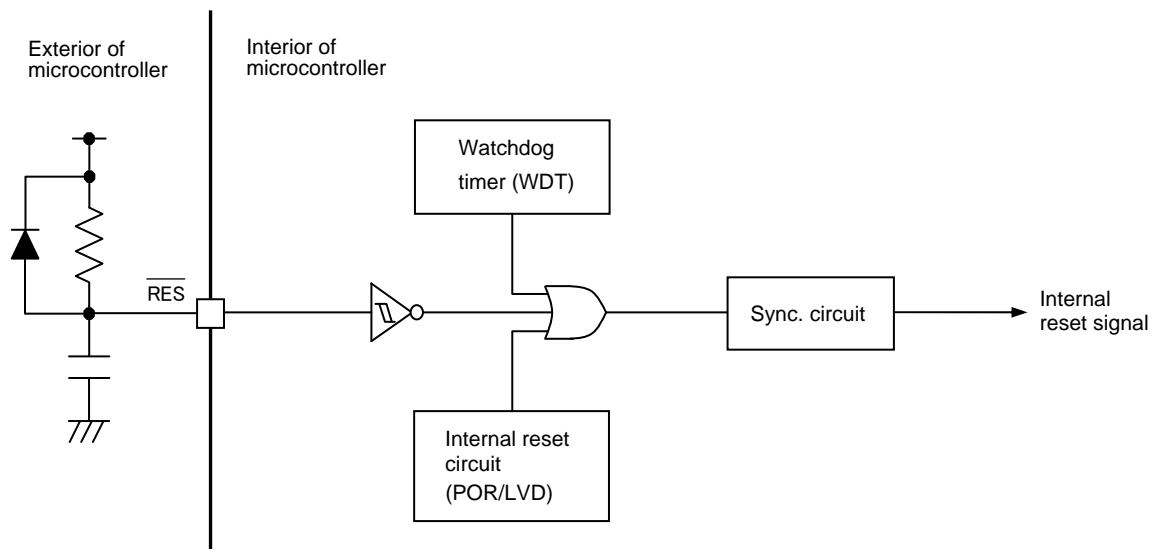 Exterior of
microcontroller
Interior of
microcontroller
Watchdog
timer (WDT)
RES
Sync. circuit
Internal
reset signal
Internal reset
circuit
(POR/LVD)